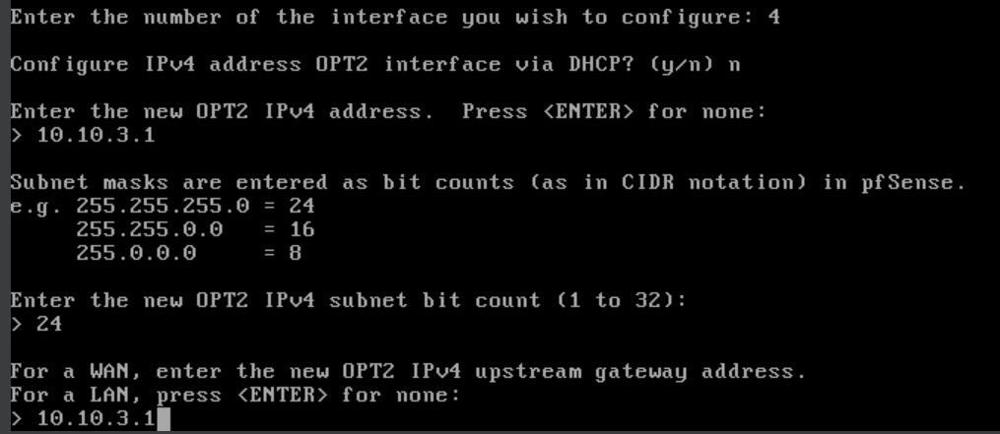 Enter the number of the interface you wish to configure: 4
Configure IPv4 address OPT2 interface via DHCP? (y/n) n
Enter the new OPT2 IPv4 address.  Press <ENTER> for none:
> 10.10.3.1
Subnet masks are entered as bit counts (as in CIDR notation) in pfSense.
e.g. 255.255.255.0 = 24
     255.255.0.0   = 16
     255.0.0.0     = 8
Enter the new OPT2 IPv4 subnet bit count (1 to 32):
> 24
For a WAN, enter the new OPT2 IPv4 upstream gateway address.
For a LAN, press <ENTER> for none:
> 10.10.3.1